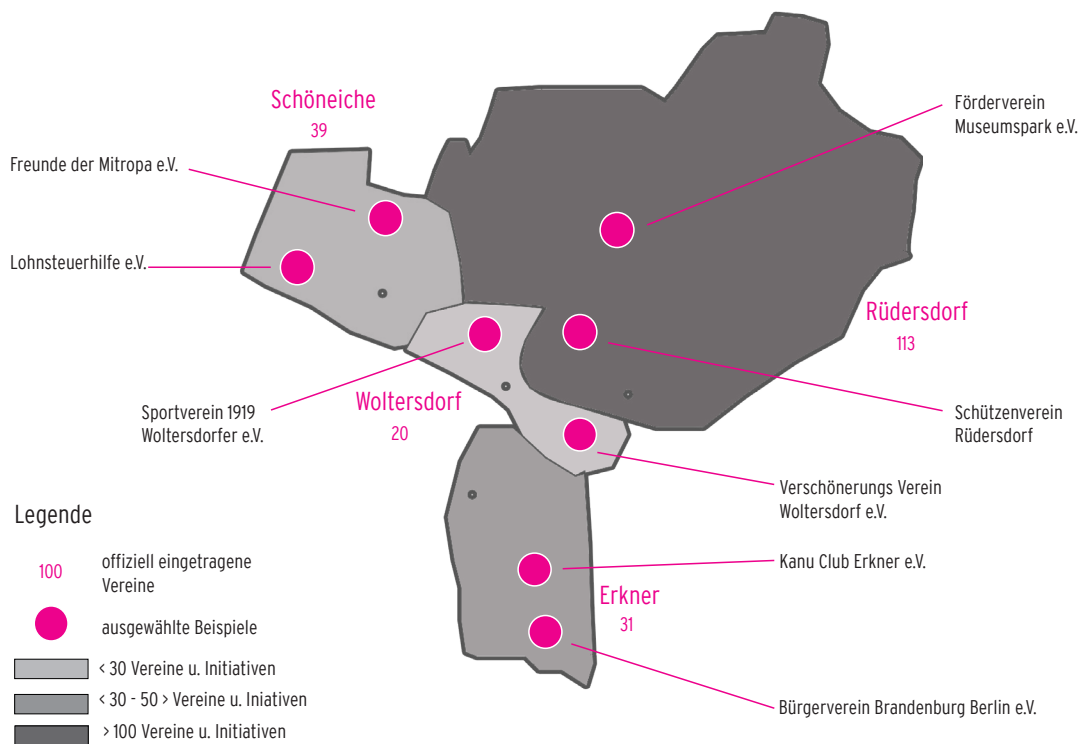 Schöneiche
39
Förderverein
Museumspark e.V.
Freunde der Mitropa e.V.
Lohnsteuerhilfe e.V.
Rüdersdorf
113
Sportverein 1919
Woltersdorfer e.V.
Woltersdorf
20
Schützenverein
Rüdersdorf
Verschönerungs Verein
Woltersdorf e.V.
Kanu Club Erkner e.V.
Erkner
31
Bürgerverein Brandenburg Berlin e.V.
Legende
100
offiziell eingetragene
Vereine
ausgewählte Beispiele
< 30 Vereine u. Initiativen
< 30 - 50 > Vereine u. Iniativen
> 100 Vereine u. Initiativen